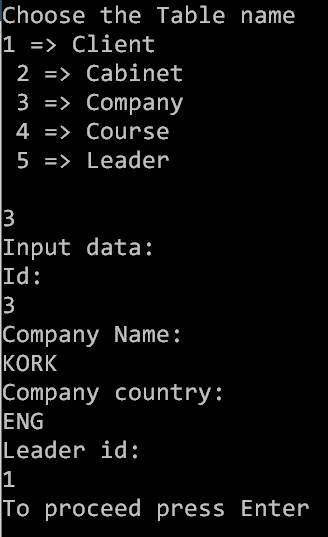 Choose the Table name
1 => Client
 2 => Cabinet
 3 => Company
 4 => Course
 5 => Leader

3
Input data:
Id:
3
Company Name:
KORK
Company country:
ENG
Leader id:
1
To proceed press Enter